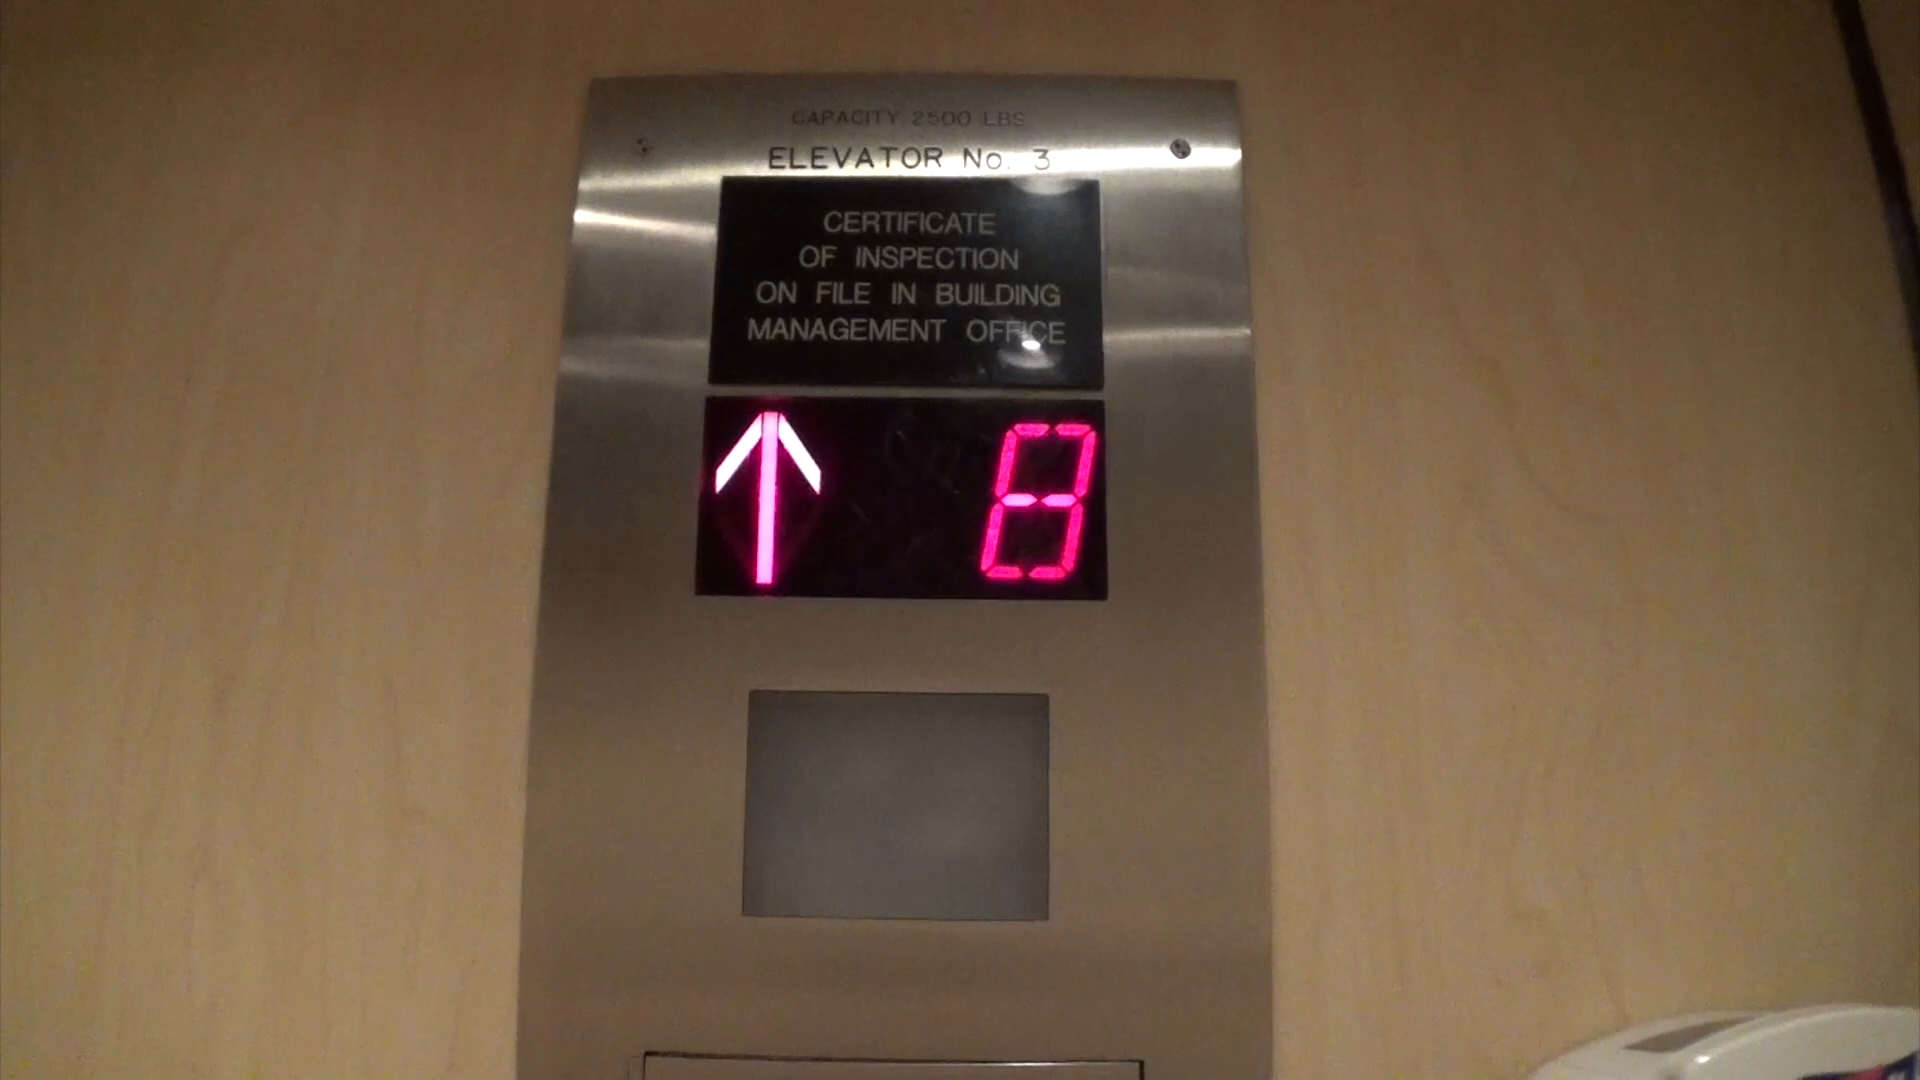 CAPACITY 2500 LBS
ELEVATOR No. 3
CERTIFICATE
OF INSPECTION
ON FILE IN BUILDING
MANAGEMENT OFFICE
↑ 8